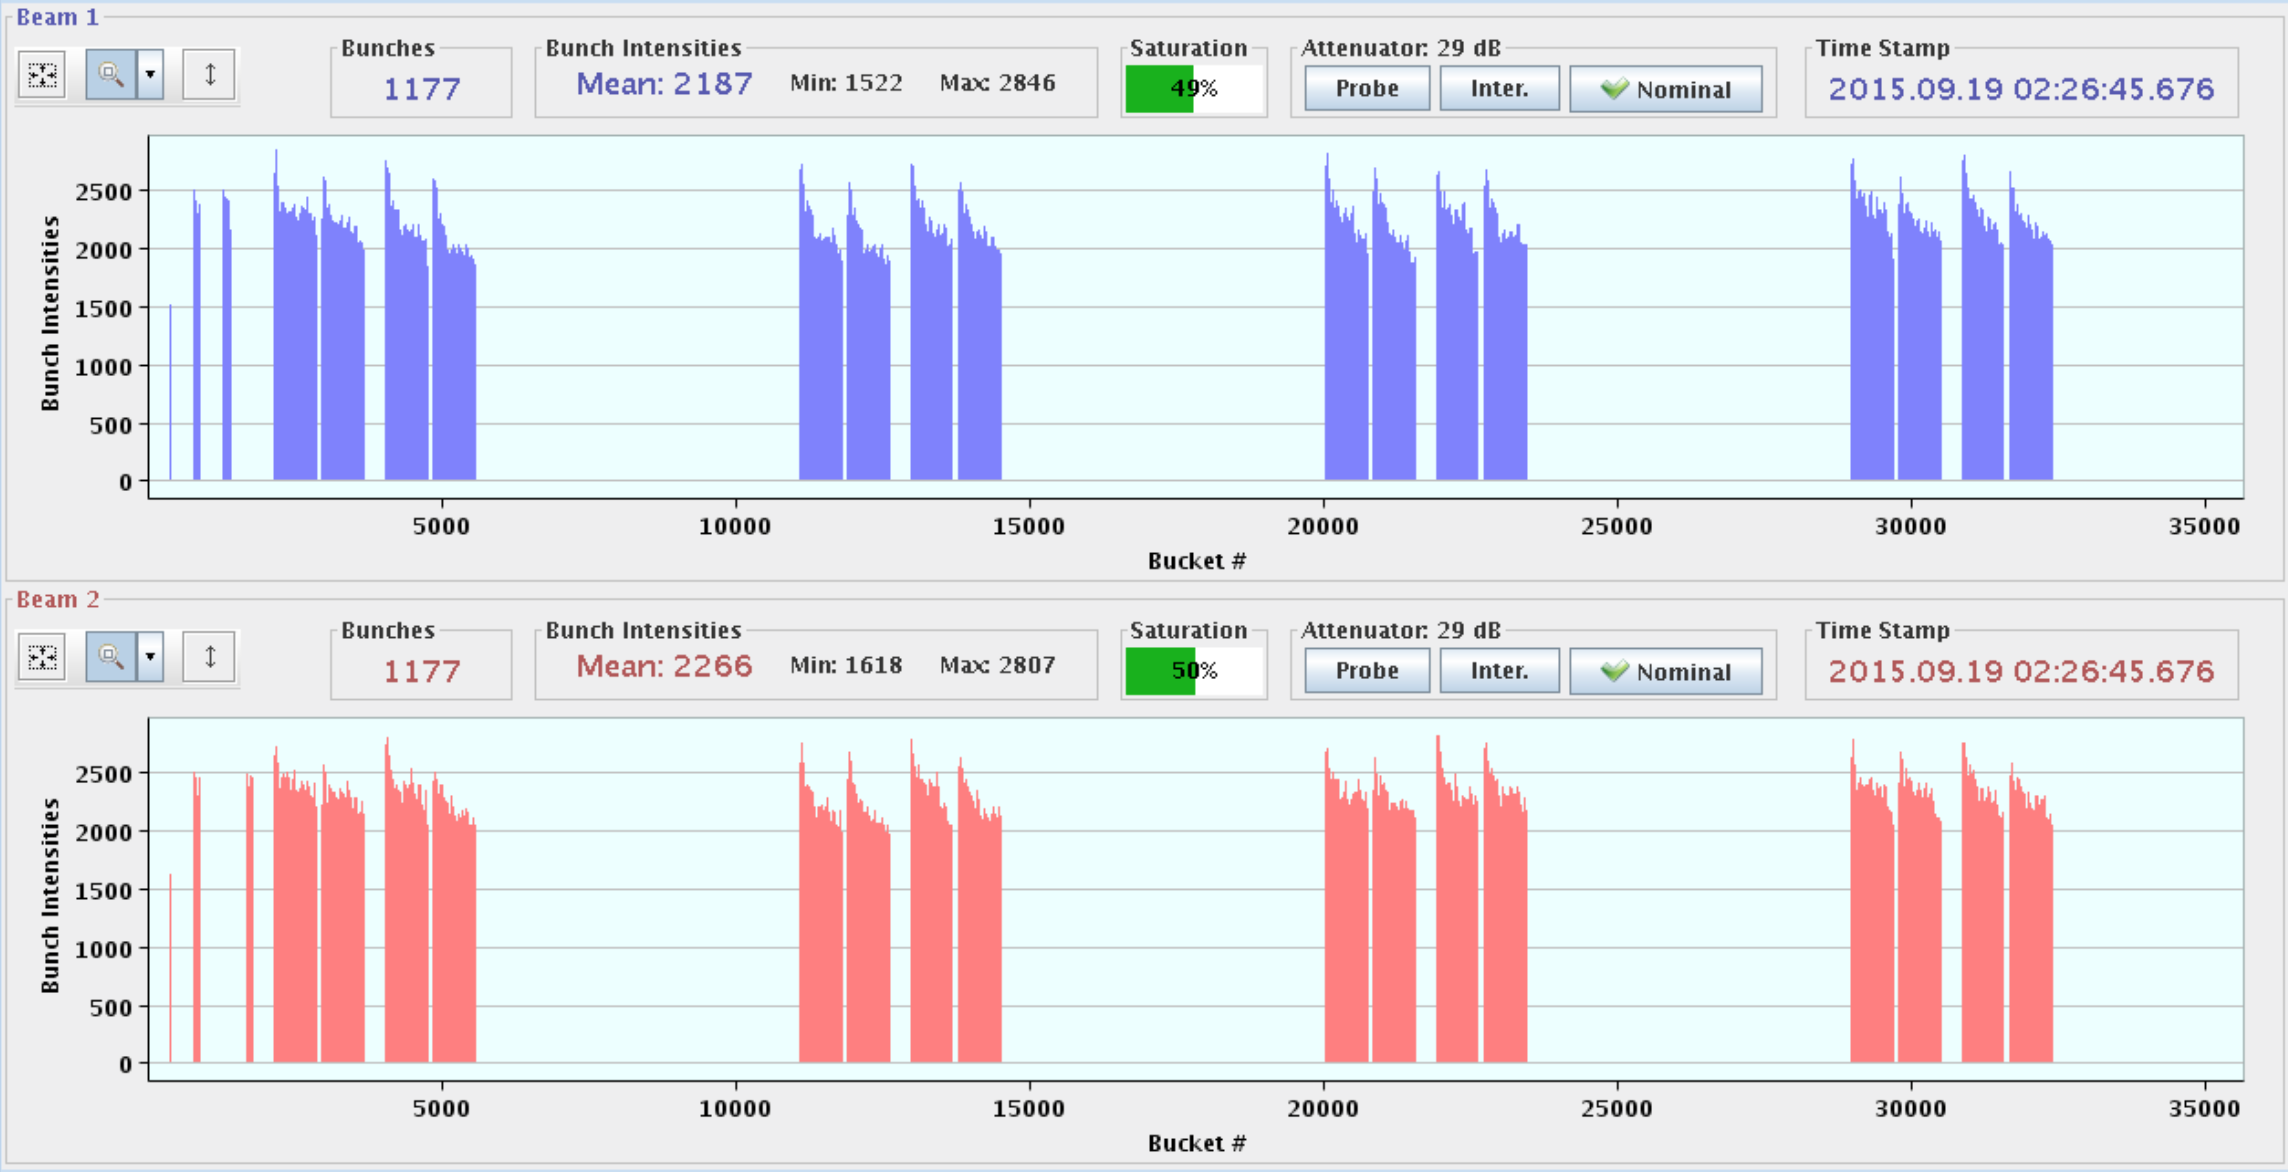 Beam 1
Bunches
1177
Bunch Intensities
Mean: 2187 Min: 1522 Max: 2846
Saturation
49%
Attenuator: 29 dB
Probe Inter. Nominal
Time Stamp
2015.09.19 02:26:45.676
Bunch Intensities
2500
2000
1500
1000
500
0
5000 10000 15000 20000 25000 30000 35000
Bucket #
Beam 2
Bunches
1177
Bunch Intensities
Mean: 2266 Min: 1618 Max: 2807
Saturation
50%
Attenuator: 29 dB
Probe Inter. Nominal
Time Stamp
2015.09.19 02:26:45.676
Bunch Intensities
2500
2000
1500
1000
500
0
5000 10000 15000 20000 25000 30000 35000
Bucket #